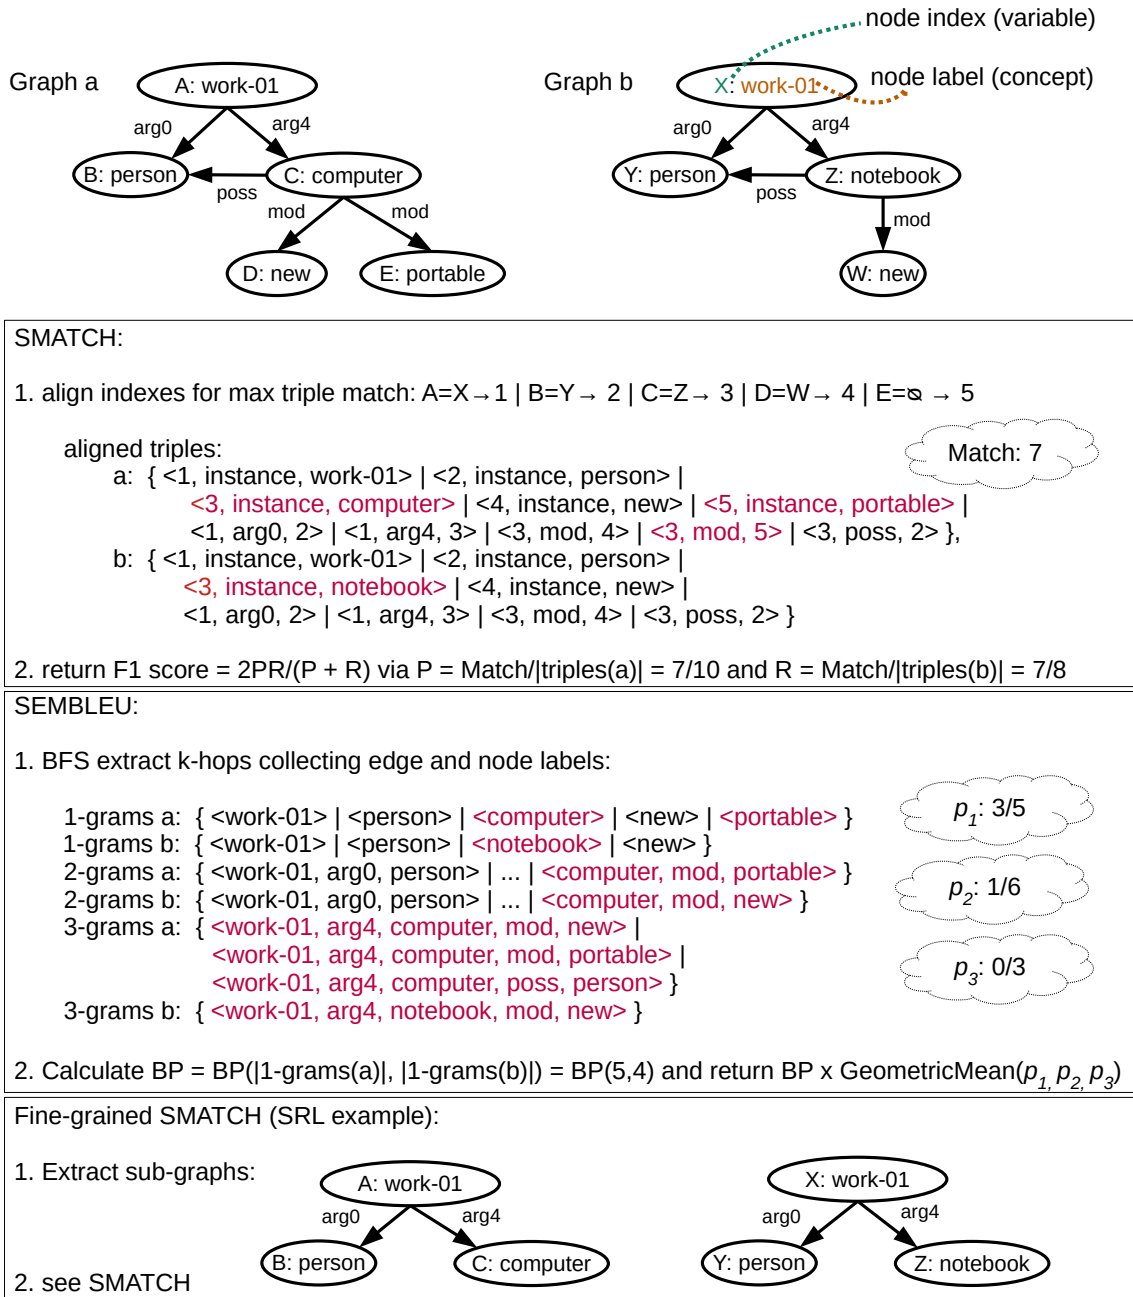 node index (variable)
Graph a
A: work-01
Graph b
X: work-01
node label (concept)
arg0
arg4
arg0
arg4
B: person
poss
C: computer
Y: person
poss
Z: notebook
mod
mod
mod
D: new
E: portable
W: new
SMATCH:
1. align indexes for max triple match: A=X→1 | B=Y→ 2 | C=Z→ 3 | D=W→ 4 | E=⦰ → 5
aligned triples:
Match: 7
a: { <1, instance, work-01> | <2, instance, person> |
<3, instance, computer> | <4, instance, new> | <5, instance, portable> |
<1, arg0, 2> | <1, arg4, 3> | <3, mod, 4> | <3, mod, 5> | <3, poss, 2> },
b: { <1, instance, work-01> | <2, instance, person> |
<3, instance, notebook> | <4, instance, new> |
<1, arg0, 2> | <1, arg4, 3> | <3, mod, 4> | <3, poss, 2> }
2. return F1 score = 2PR/(P + R) via P = Match/|triples(a)| = 7/10 and R = Match/|triples(b)| = 7/8
SEMBLEU:
1. BFS extract k-hops collecting edge and node labels:
1-grams a: { <work-01> | <person> | <computer> | <new> | <portable> }
p1: 3/5
1-grams b: { <work-01> | <person> | <notebook> | <new> }
2-grams a: { <work-01, arg0, person> | ... | <computer, mod, portable> }
p2: 1/6
2-grams b: { <work-01, arg0, person> | ... | <computer, mod, new> }
3-grams a: { <work-01, arg4, computer, mod, new> |
<work-01, arg4, computer, mod, portable> |
p3: 0/3
<work-01, arg4, computer, poss, person> }
3-grams b: { <work-01, arg4, notebook, mod, new> }
2. Calculate BP = BP(|1-grams(a)|, |1-grams(b)|) = BP(5,4) and return BP x GeometricMean(p1, p2, p3)
Fine-grained SMATCH (SRL example):
1. Extract sub-graphs:
A: work-01
X: work-01
arg0
arg4
arg0
arg4
B: person
C: computer
Y: person
Z: notebook
2. see SMATCH